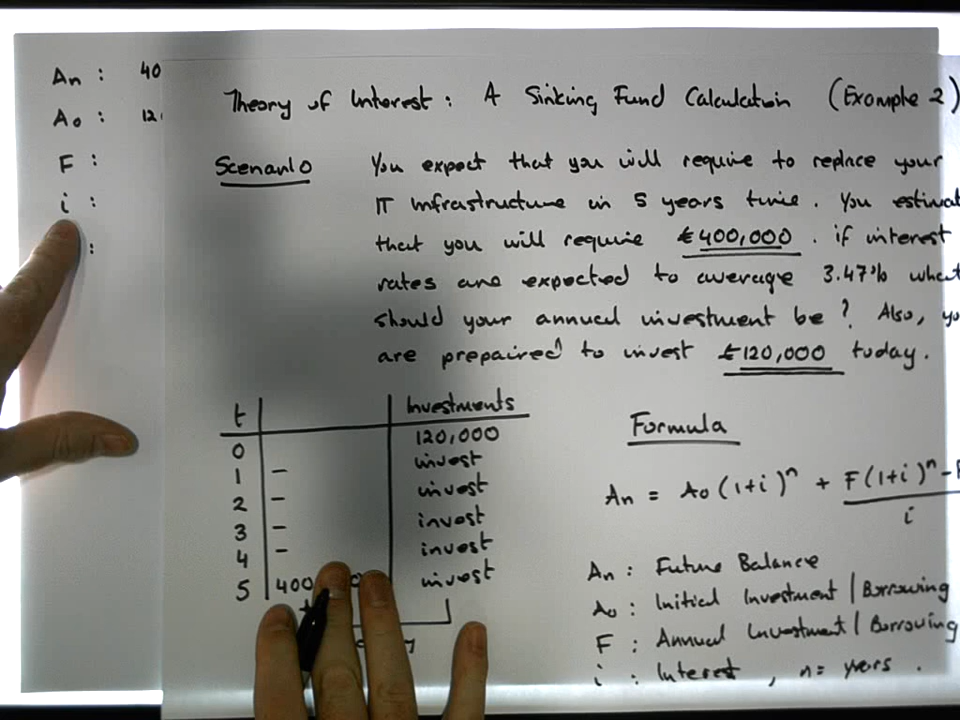 An : 40
Ao : 12
F :
i :
:
Theory of Interest : A Sinking Fund Calculation (Example 2)
Scenario You expect that you will require to replace your
IT Infrastructure in 5 years time. You estimat
that you will require €400,000. if interest
rates are expected to average 3.47% what
should your annual investment be? Also, yo
are prepaired to invest €120,000 today.
t Investments
0 120,000
1 - invest
2 - invest
3 - invest
4 - invest
5 400 0 invest
Formula
An = Ao (1+i)^n + F(1+i)^n - F
i
An : Future Balance
Ao : Initial Investment / Borrowing
F : Annual Investment / Borrowing
i : Interest , n = years .